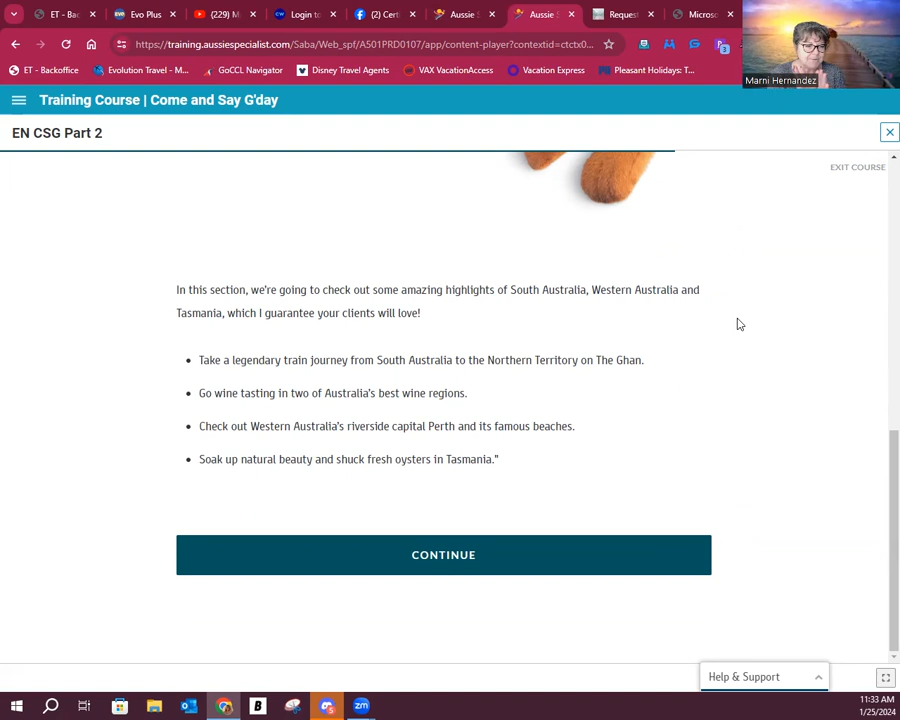 ET - Bac
Evo Plus
(229) M
Login to
(2) Cert
Aussie S
Aussie S
Request
Microsc
https://training.aussiespecialist.com/Saba/Web_spf/A501PRD0107/app/content-player?contextid=ctctx0...
3
ET - Backoffice
Evolution Travel - M...
GoCCL Navigator
Disney Travel Agents
VAX VacationAccess
Vacation Express
Pleasant Holidays: T...
Marni Hernandez
Training Course | Come and Say G'day
EN CSG Part 2
EXIT COURSE
In this section, we're going to check out some amazing highlights of South Australia, Western Australia and
Tasmania, which I guarantee your clients will love!
• Take a legendary train journey from South Australia to the Northern Territory on The Ghan.
• Go wine tasting in two of Australia's best wine regions.
• Check out Western Australia's riverside capital Perth and its famous beaches.
• Soak up natural beauty and shuck fresh oysters in Tasmania."
CONTINUE
Help & Support
11:33 AM
1/25/2024